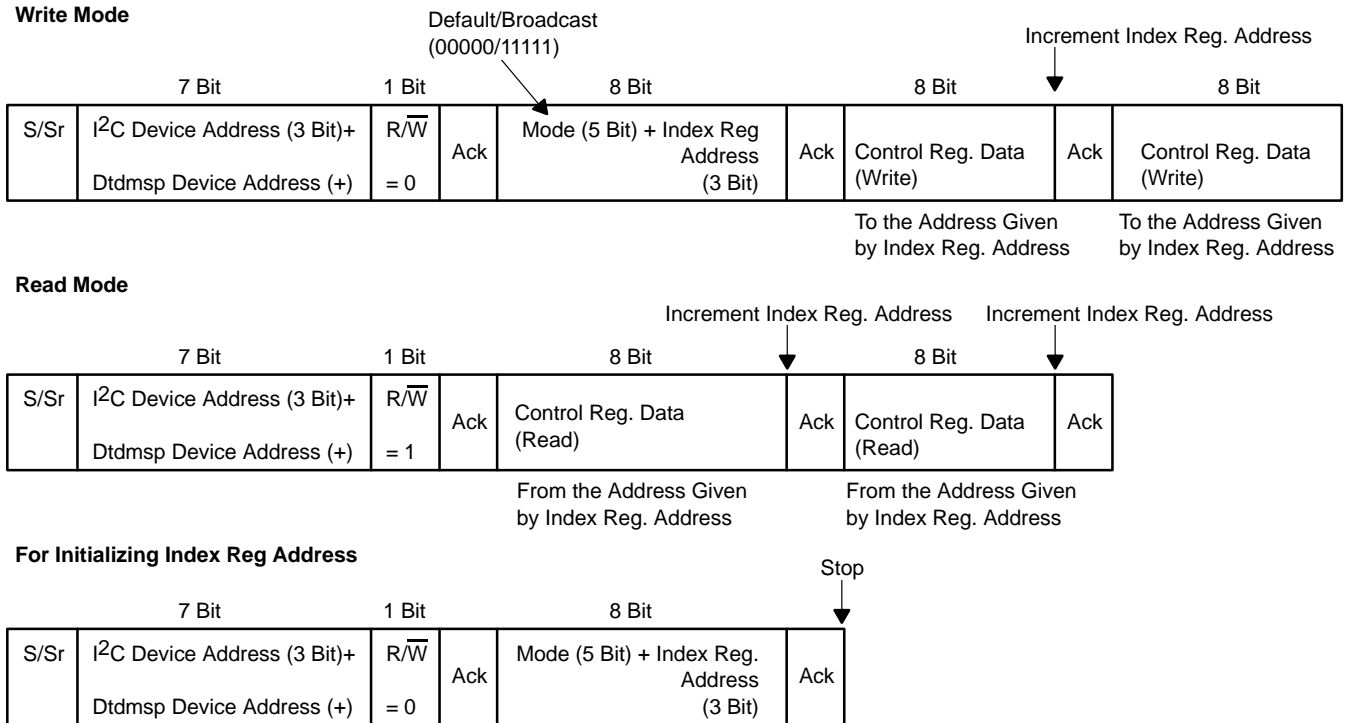 Write Mode
Default/Broadcast
(00000/11111)
Increment Index Reg. Address
7 Bit 1 Bit 8 Bit 8 Bit 8 Bit
S/Sr I2C Device Address (3 Bit)+ R/W Ack Mode (5 Bit) + Index Reg Ack Control Reg. Data Ack Control Reg. Data
Address (Write) (Write)
Dtdmsp Device Address (+) = 0 (3 Bit)
To the Address Given To the Address Given
by Index Reg. Address by Index Reg. Address
Read Mode
Increment Index Reg. Address Increment Index Reg. Address
7 Bit 1 Bit 8 Bit 8 Bit
S/Sr I2C Device Address (3 Bit)+ R/W Ack Control Reg. Data Ack Control Reg. Data Ack
(Read) (Read)
Dtdmsp Device Address (+) = 1
From the Address Given From the Address Given
by Index Reg. Address by Index Reg. Address
For Initializing Index Reg Address
Stop
7 Bit 1 Bit 8 Bit
S/Sr I2C Device Address (3 Bit)+ R/W Ack Mode (5 Bit) + Index Reg. Ack
Address
Dtdmsp Device Address (+) = 0 (3 Bit)